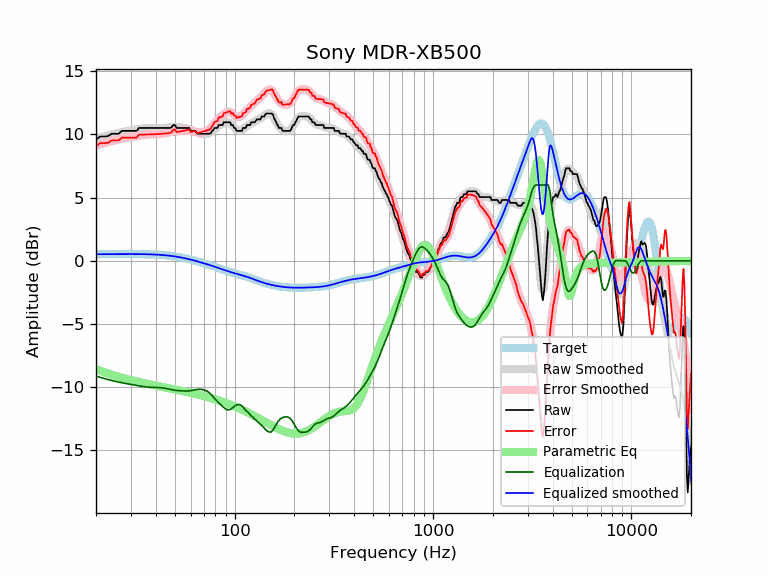 Sony MDR-XB500
15
10
5
0
−5
−10
−15
Amplitude (dBr)
100
1000
10000
Frequency (Hz)
Target
Raw Smoothed
Error Smoothed
Raw
Error
Parametric Eq
Equalization
Equalized smoothed